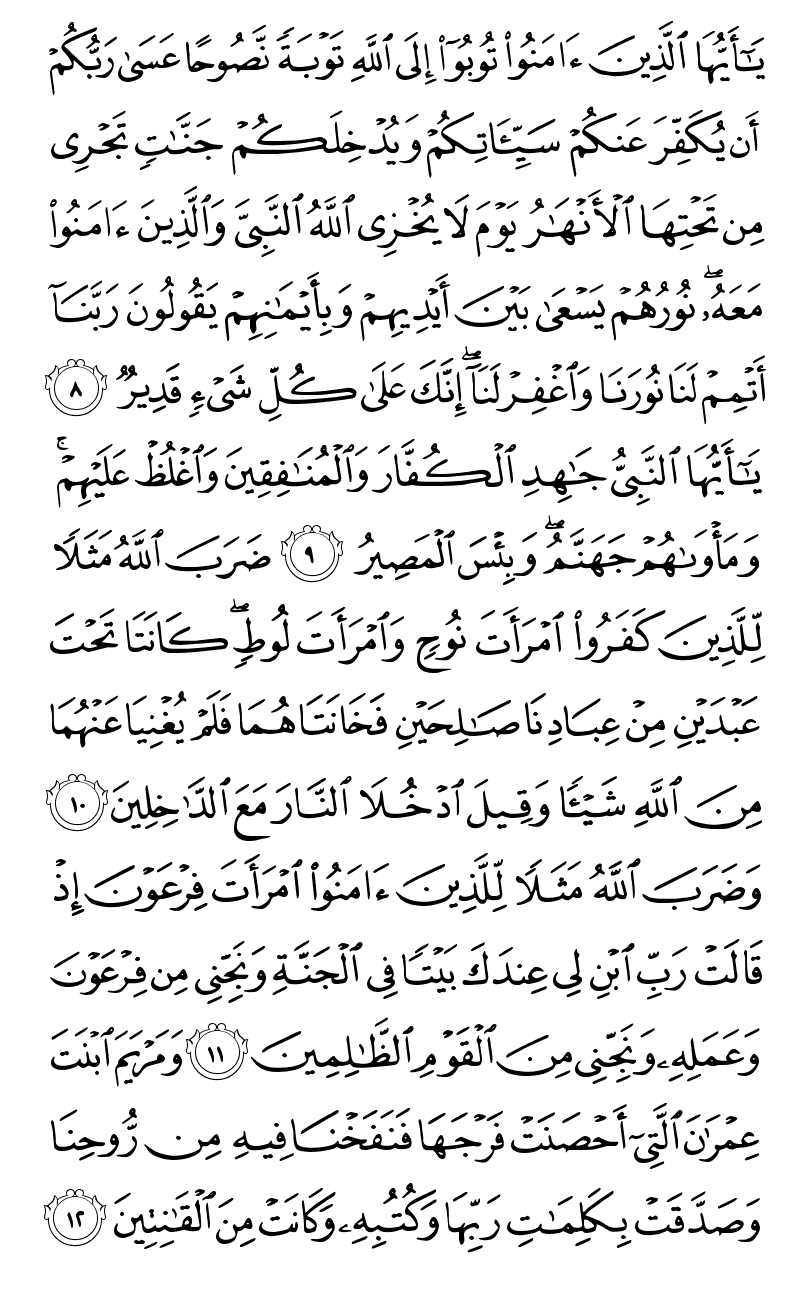 يَٰٓأَيُّهَا ٱلَّذِينَ ءَامَنُوا۟ تُوبُوٓا۟ إِلَى ٱللَّهِ تَوْبَةً نَّصُوحًا عَسَىٰ رَبُّكُمْ
أَن يُكَفِّرَ عَنكُمْ سَيِّـَٔاتِكُمْ وَيُدْخِلَكُمْ جَنَّـٰتٍ تَجْرِى
مِن تَحْتِهَا ٱلْأَنْهَـٰرُ يَوْمَ لَا يُخْزِى ٱللَّهُ ٱلنَّبِىَّ وَٱلَّذِينَ ءَامَنُوا۟
مَعَهُۥ ۖ نُورُهُمْ يَسْعَىٰ بَيْنَ أَيْدِيهِمْ وَبِأَيْمَـٰنِهِمْ يَقُولُونَ رَبَّنَآ
أَتْمِمْ لَنَا نُورَنَا وَٱغْفِرْ لَنَآ ۖ إِنَّكَ عَلَىٰ كُلِّ شَىْءٍ قَدِيرٌ ٨
يَـٰٓأَيُّهَا ٱلنَّبِىُّ جَـٰهِدِ ٱلْكُفَّارَ وَٱلْمُنَـٰفِقِينَ وَٱغْلُظْ عَلَيْهِمْ ۚ
وَمَأْوَىٰهُمْ جَهَنَّمُ ۖ وَبِئْسَ ٱلْمَصِيرُ ٩ ضَرَبَ ٱللَّهُ مَثَلًا
لِّلَّذِينَ كَفَرُوا۟ ٱمْرَأَتَ نُوحٍ وَٱمْرَأَتَ لُوطٍ ۖ كَانَتَا تَحْتَ
عَبْدَيْنِ مِنْ عِبَادِنَا صَـٰلِحَيْنِ فَخَانَتَاهُمَا فَلَمْ يُغْنِيَا عَنْهُمَا
مِنَ ٱللَّهِ شَيْـًٔا وَقِيلَ ٱدْخُلَا ٱلنَّارَ مَعَ ٱلدَّٰخِلِينَ ١٠
وَضَرَبَ ٱللَّهُ مَثَلًا لِّلَّذِينَ ءَامَنُوا۟ ٱمْرَأَتَ فِرْعَوْنَ إِذْ
قَالَتْ رَبِّ ٱبْنِ لِى عِندَكَ بَيْتًا فِى ٱلْجَنَّةِ وَنَجِّنِى مِن فِرْعَوْنَ
وَعَمَلِهِۦ وَنَجِّنِى مِنَ ٱلْقَوْمِ ٱلظَّـٰلِمِينَ ١١ وَمَرْيَمَ ٱبْنَتَ
عِمْرَٰنَ ٱلَّتِىٓ أَحْصَنَتْ فَرْجَهَا فَنَفَخْنَا فِيهِ مِن رُّوحِنَا
وَصَدَّقَتْ بِكَلِمَـٰتِ رَبِّهَا وَكُتُبِهِۦ وَكَانَتْ مِنَ ٱلْقَـٰنِتِينَ ١٢